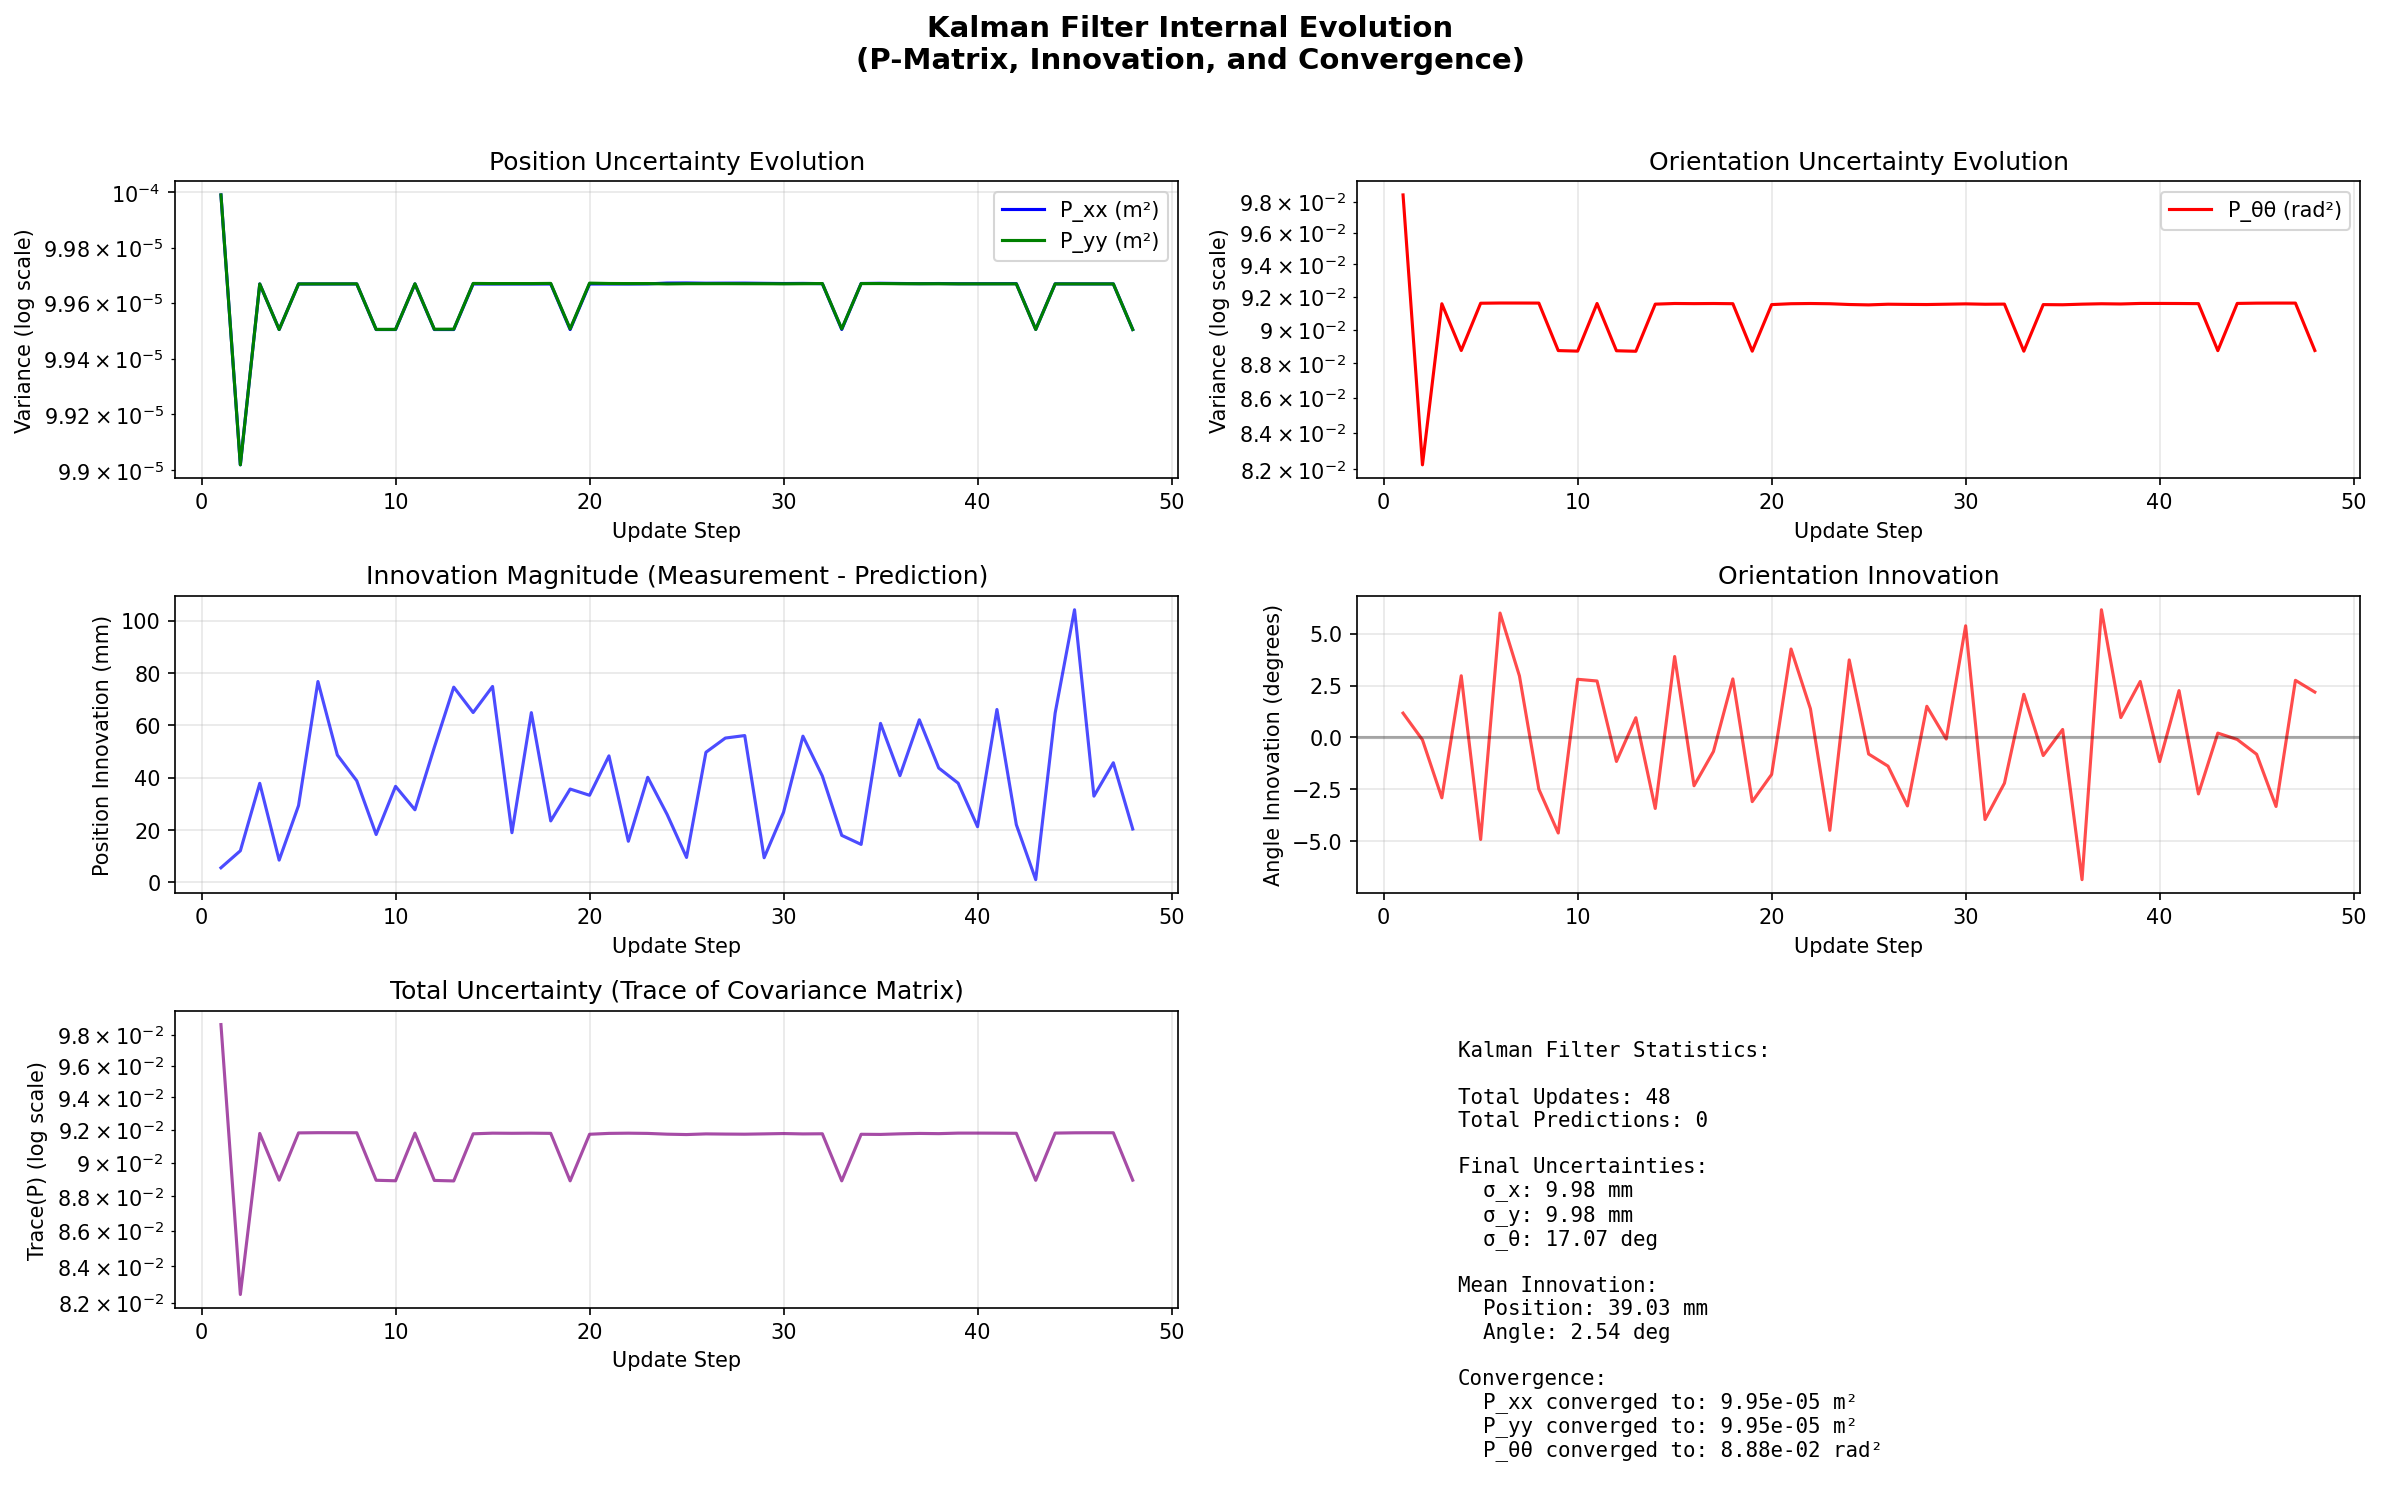 Kalman Filter Internal Evolution
(P-Matrix, Innovation, and Convergence)
Position Uncertainty Evolution
Variance (log scale)
10⁻⁴
9.98 × 10⁻⁵
9.96 × 10⁻⁵
9.94 × 10⁻⁵
9.92 × 10⁻⁵
9.9 × 10⁻⁵
P_xx (m²)
P_yy (m²)
0 10 20 30 40 50
Update Step
Orientation Uncertainty Evolution
Variance (log scale)
9.8 × 10⁻²
9.6 × 10⁻²
9.4 × 10⁻²
9.2 × 10⁻²
9 × 10⁻²
8.8 × 10⁻²
8.6 × 10⁻²
8.4 × 10⁻²
8.2 × 10⁻²
P_θθ (rad²)
0 10 20 30 40 50
Update Step
Innovation Magnitude (Measurement - Prediction)
Position Innovation (mm)
100
80
60
40
20
0
0 10 20 30 40 50
Update Step
Orientation Innovation
Angle Innovation (degrees)
5.0
2.5
0.0
−2.5
−5.0
0 10 20 30 40 50
Update Step
Total Uncertainty (Trace of Covariance Matrix)
Trace(P) (log scale)
9.8 × 10⁻²
9.6 × 10⁻²
9.4 × 10⁻²
9.2 × 10⁻²
9 × 10⁻²
8.8 × 10⁻²
8.6 × 10⁻²
8.4 × 10⁻²
8.2 × 10⁻²
0 10 20 30 40 50
Update Step
Kalman Filter Statistics:
Total Updates: 48
Total Predictions: 0
Final Uncertainties:
σ_x: 9.98 mm
σ_y: 9.98 mm
σ_θ: 17.07 deg
Mean Innovation:
Position: 39.03 mm
Angle: 2.54 deg
Convergence:
P_xx converged to: 9.95e-05 m²
P_yy converged to: 9.95e-05 m²
P_θθ converged to: 8.88e-02 rad²